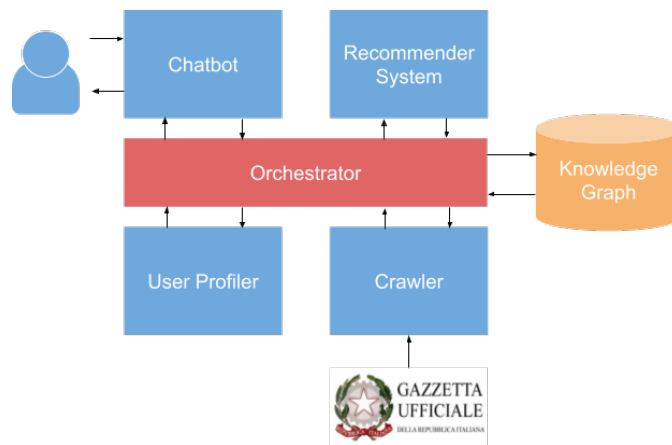 Chatbot
Recommender
System
Orchestrator
Knowledge
Graph
User Profiler
Crawler
GAZZETTA
UFFICIALE
DELLA REPUBBLICA ITALIANA